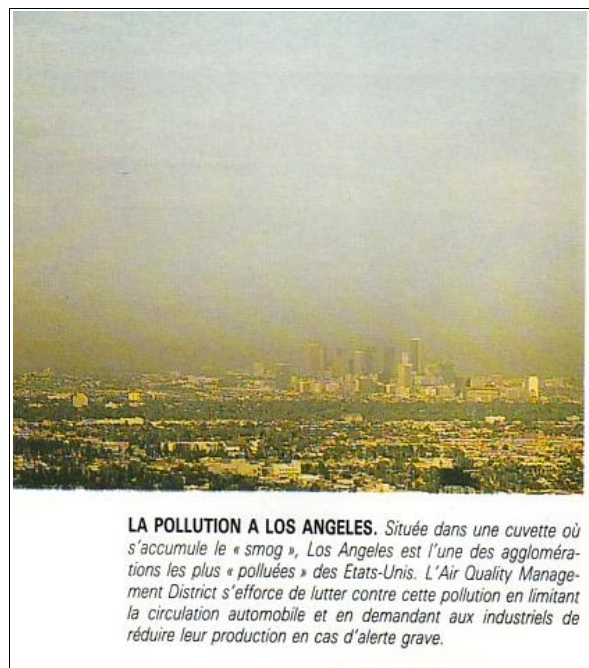 LA POLLUTION A LOS ANGELES. Située dans une cuvette où
s'accumule le « smog », Los Angeles est l'une des aggloméra-
tions les plus « polluées » des Etats-Unis. L'Air Quality Manage-
ment District s'efforce de lutter contre cette pollution en limitant
la circulation automobile et en demandant aux industriels de
réduire leur production en cas d'alerte grave.